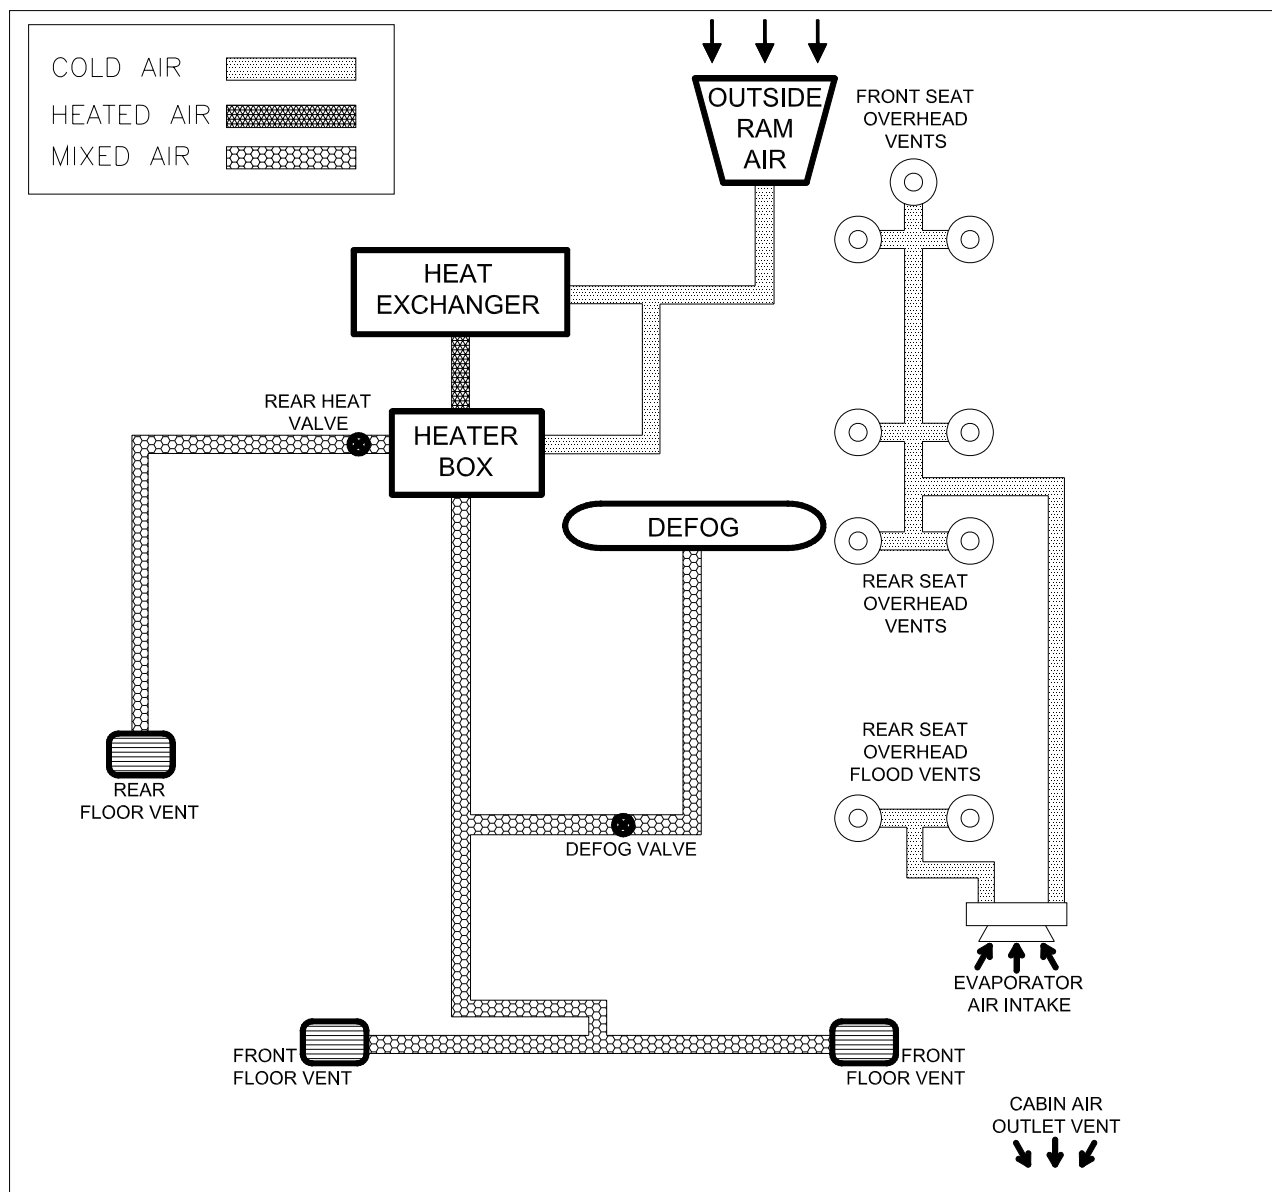 COLD AIR
HEATED AIR
MIXED AIR
OUTSIDE
RAM
AIR
FRONT SEAT
OVERHEAD
VENTS
HEAT
EXCHANGER
REAR HEAT
VALVE
HEATER
BOX
DEFOG
REAR SEAT
OVERHEAD
VENTS
REAR SEAT
OVERHEAD
FLOOD VENTS
REAR
FLOOR VENT
DEFOG VALVE
EVAPORATOR
AIR INTAKE
FRONT
FLOOR VENT
FRONT
FLOOR VENT
CABIN AIR
OUTLET VENT